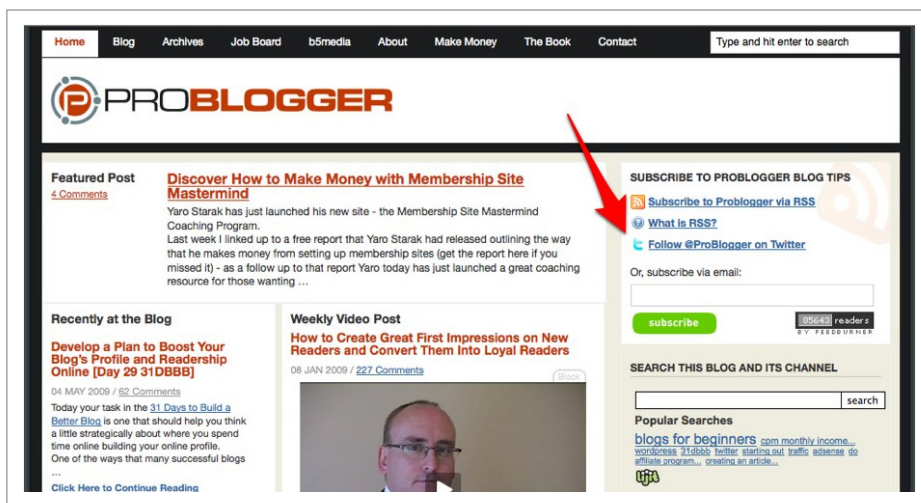 Home Blog Archives Job Board b5media About Make Money The Book Contact Type and hit enter to search
PROBLOGGER
Featured Post
4 Comments
Discover How to Make Money with Membership Site
Mastermind
Yaro Starak has just launched his new site - the Membership Site Mastermind
Coaching Program.
Last week I linked up to a free report that Yaro Starak had released outlining the way
that he makes money from setting up membership sites (get the report here if you
missed it) - as a follow up to that report Yaro today has just launched a great coaching
resource for those wanting ...
SUBSCRIBE TO PROBLOGGER BLOG TIPS
Subscribe to Problogger via RSS
What is RSS?
Follow @ProBlogger on Twitter
Or, subscribe via email:
subscribe
85643 readers
BY FEEDBURNER
Recently at the Blog
Develop a Plan to Boost Your
Blog's Profile and Readership
Online [Day 29 31DBBB]
04 MAY 2009 / 62 Comments
Today your task in the 31 Days to Build a
Better Blog is one that should help you think
a little strategically about where you spend
time online building your online profile.
One of the ways that many successful blogs
...
Click Here to Continue Reading
Weekly Video Post
How to Create Great First Impressions on New
Readers and Convert Them Into Loyal Readers
08 JAN 2009 / 227 Comments
Block
SEARCH THIS BLOG AND ITS CHANNEL
search
Popular Searches
blogs for beginners cpm monthly income...
wordpress 31dbbb twitter starting out traffic adsense do
affiliate program... creating an article...
lijit